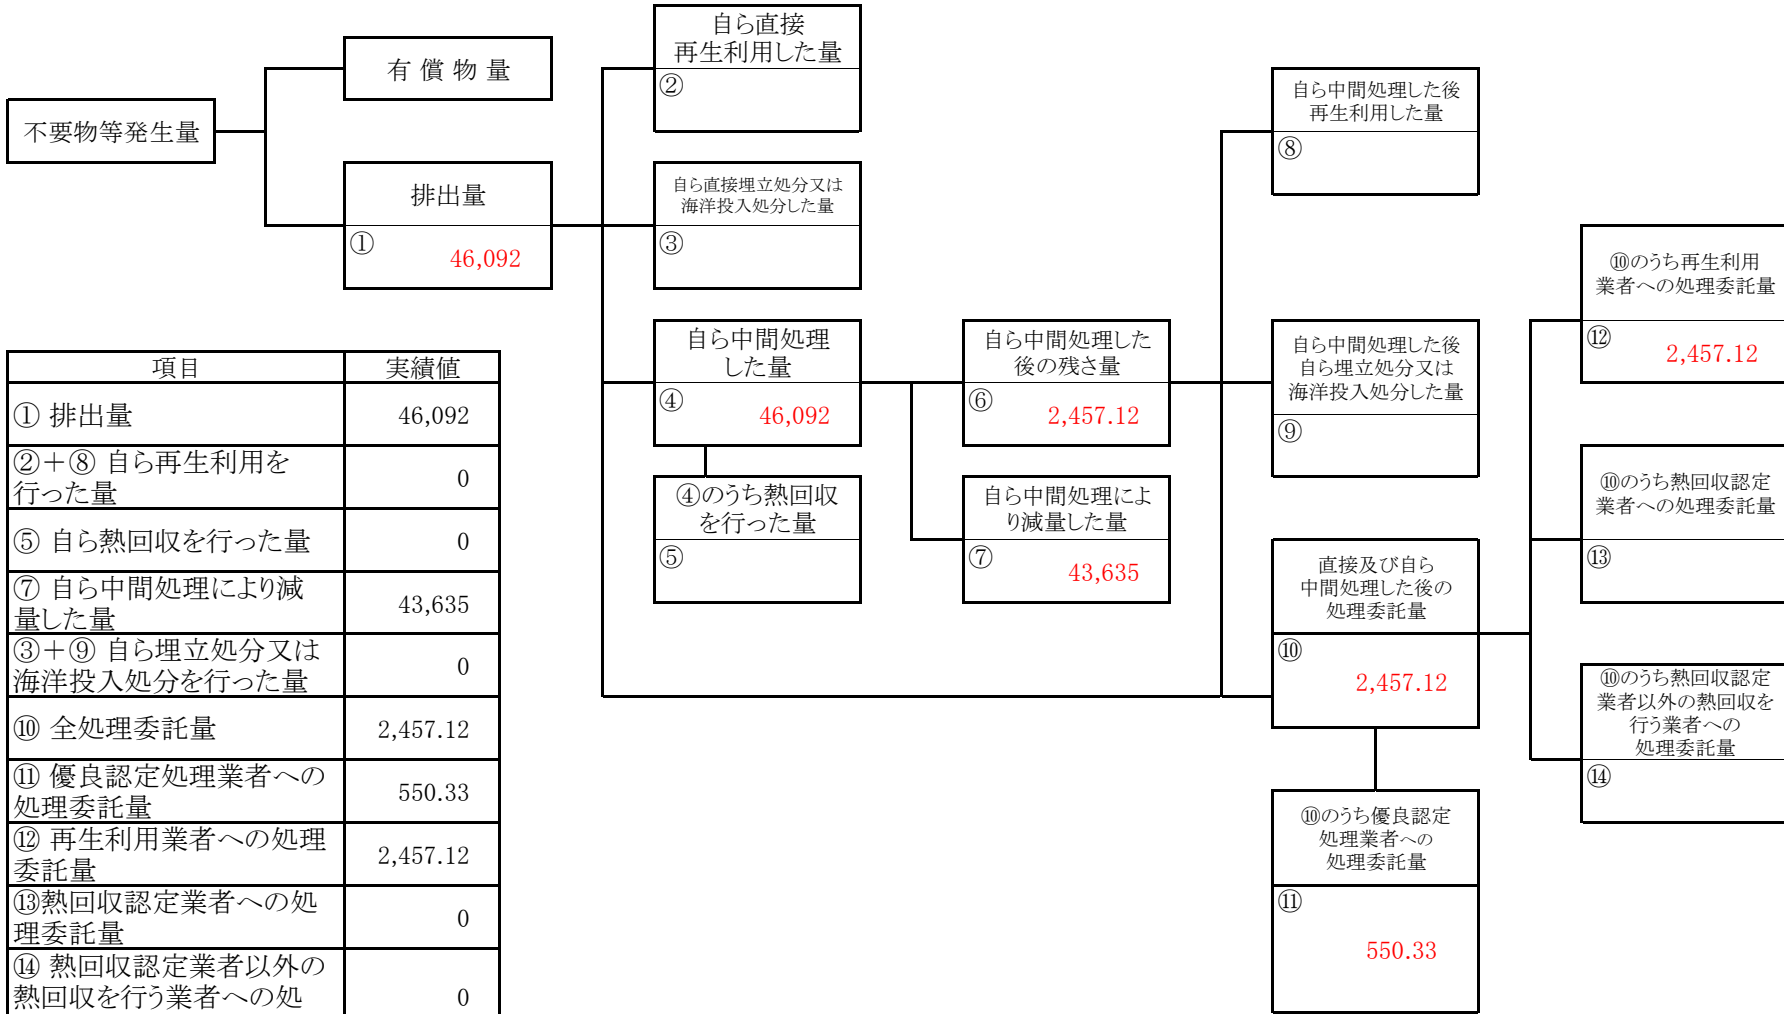 不要物等発生量
有 償 物 量
排出量
①
46,092
自ら直接
再生利用した量
②
自ら直接埋立処分又は
海洋投入処分した量
③
自ら中間処理
した量
④
46,092
④のうち熱回収
を行った量
⑤
自ら中間処理した
後の残さ量
⑥
2,457.12
自ら中間処理によ
り減量した量
⑦
43,635
自ら中間処理した後
再生利用した量
⑧
自ら中間処理した後
自ら埋立処分又は
海洋投入処分した量
⑨
直接及び自ら
中間処理した後の
処理委託量
⑩
2,457.12
⑩のうち優良認定
処理業者への
処理委託量
⑪
550.33
⑩のうち再生利用
業者への処理委託量
⑫
2,457.12
⑩のうち熱回収認定
業者への処理委託量
⑬
⑩のうち熱回収認定
業者以外の熱回収を
行う業者への
処理委託量
⑭
項目 実績値
① 排出量 46,092
②＋⑧ 自ら再生利用を
行った量 0
⑤ 自ら熱回収を行った量 0
⑦ 自ら中間処理により減
量した量 43,635
③＋⑨ 自ら埋立処分又は
海洋投入処分を行った量 0
⑩ 全処理委託量 2,457.12
⑪ 優良認定処理業者への
処理委託量 550.33
⑫ 再生利用業者への処理
委託量 2,457.12
⑬熱回収認定業者への処
理委託量 0
⑭ 熱回収認定業者以外の
熱回収を行う業者への処 0